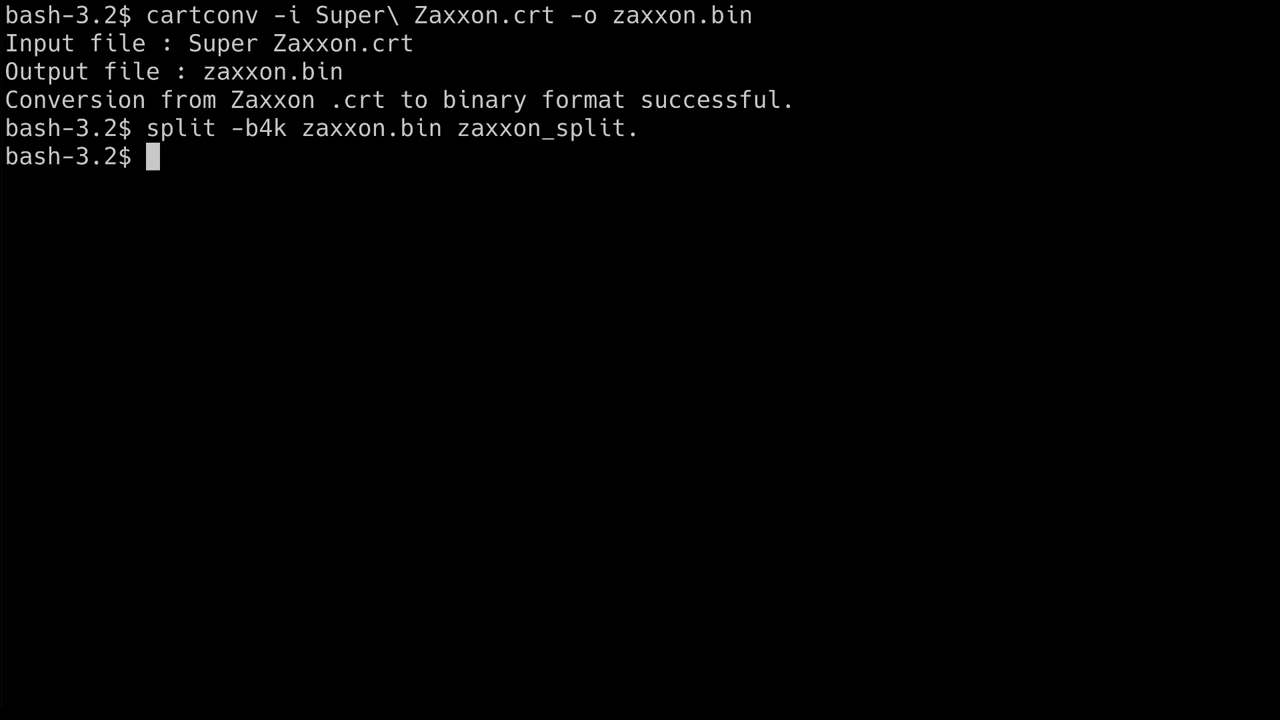 bash-3.2$ cartconv -i Super\ Zaxxon.crt -o zaxxon.bin
Input file : Super Zaxxon.crt
Output file : zaxxon.bin
Conversion from Zaxxon .crt to binary format successful.
bash-3.2$ split -b4k zaxxon.bin zaxxon_split.
bash-3.2$